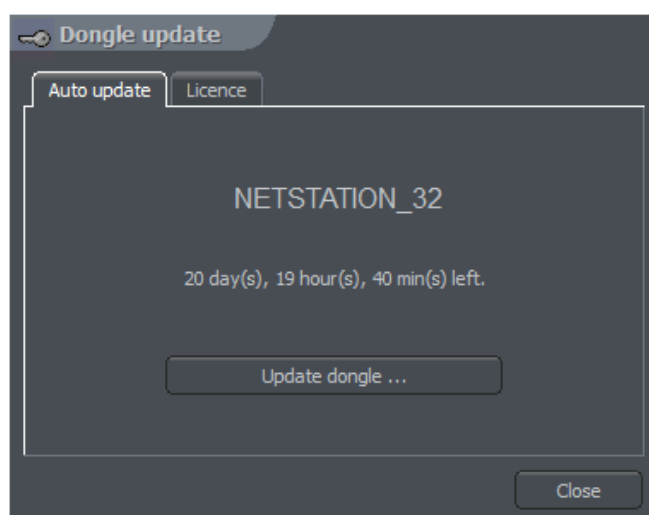 Dongle update
Auto update Licence
NETSTATION_32
20 day(s), 19 hour(s), 40 min(s) left.
Update dongle ...
Close